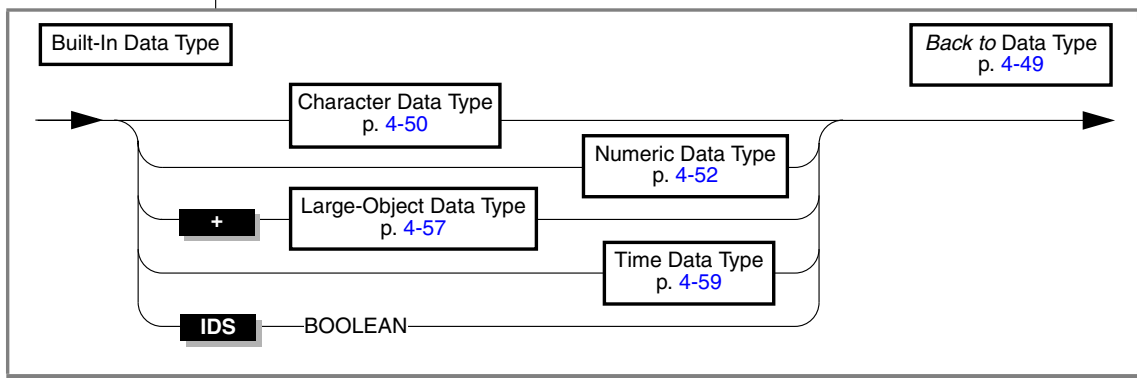 Built-In Data Type
Back to Data Type
p. 4-49
Character Data Type
p. 4-50
Numeric Data Type
p. 4-52
+
Large-Object Data Type
p. 4-57
Time Data Type
p. 4-59
IDS
BOOLEAN